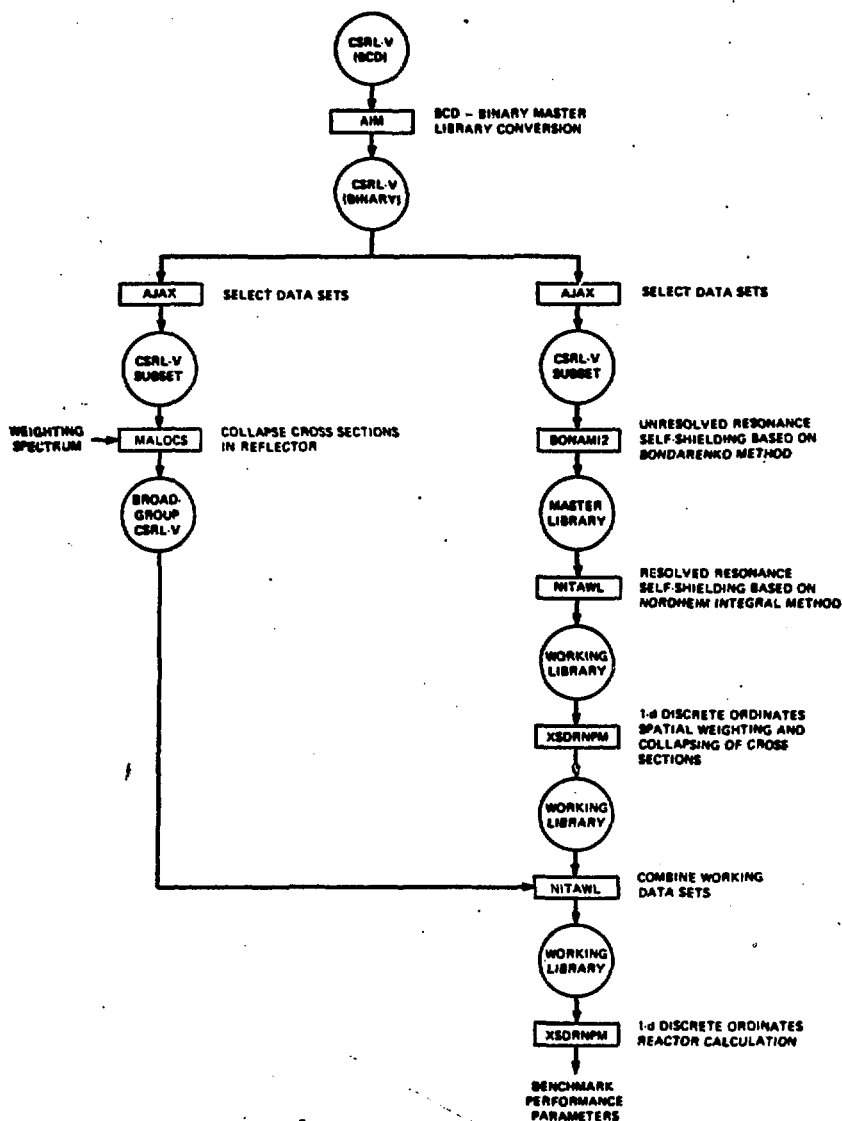 CSRL-V
(BCD)
AIM
BCD – BINARY MASTER
LIBRARY CONVERSION
CSRL-V
(BINARY)
AJAX
SELECT DATA SETS
AJAX
SELECT DATA SETS
CSRL-V
SUBSET
CSRL-V
SUBSET
WEIGHTING
SPECTRUM
MALOCS
COLLAPSE CROSS SECTIONS
IN REFLECTOR
BONAMI2
UNRESOLVED RESONANCE
SELF-SHIELDING BASED ON
BONDARENKO METHOD
BROAD-
GROUP
CSRL-V
MASTER
LIBRARY
NITAWL
RESOLVED RESONANCE
SELF-SHIELDING BASED ON
NORDHEIM INTEGRAL METHOD
WORKING
LIBRARY
XSDRNPM
1-d DISCRETE ORDINATES
SPATIAL WEIGHTING AND
COLLAPSING OF CROSS
SECTIONS
WORKING
LIBRARY
NITAWL
COMBINE WORKING
DATA SETS
WORKING
LIBRARY
XSDRNPM
1-d DISCRETE ORDINATES
REACTOR CALCULATION
BENCHMARK
PERFORMANCE
PARAMETERS